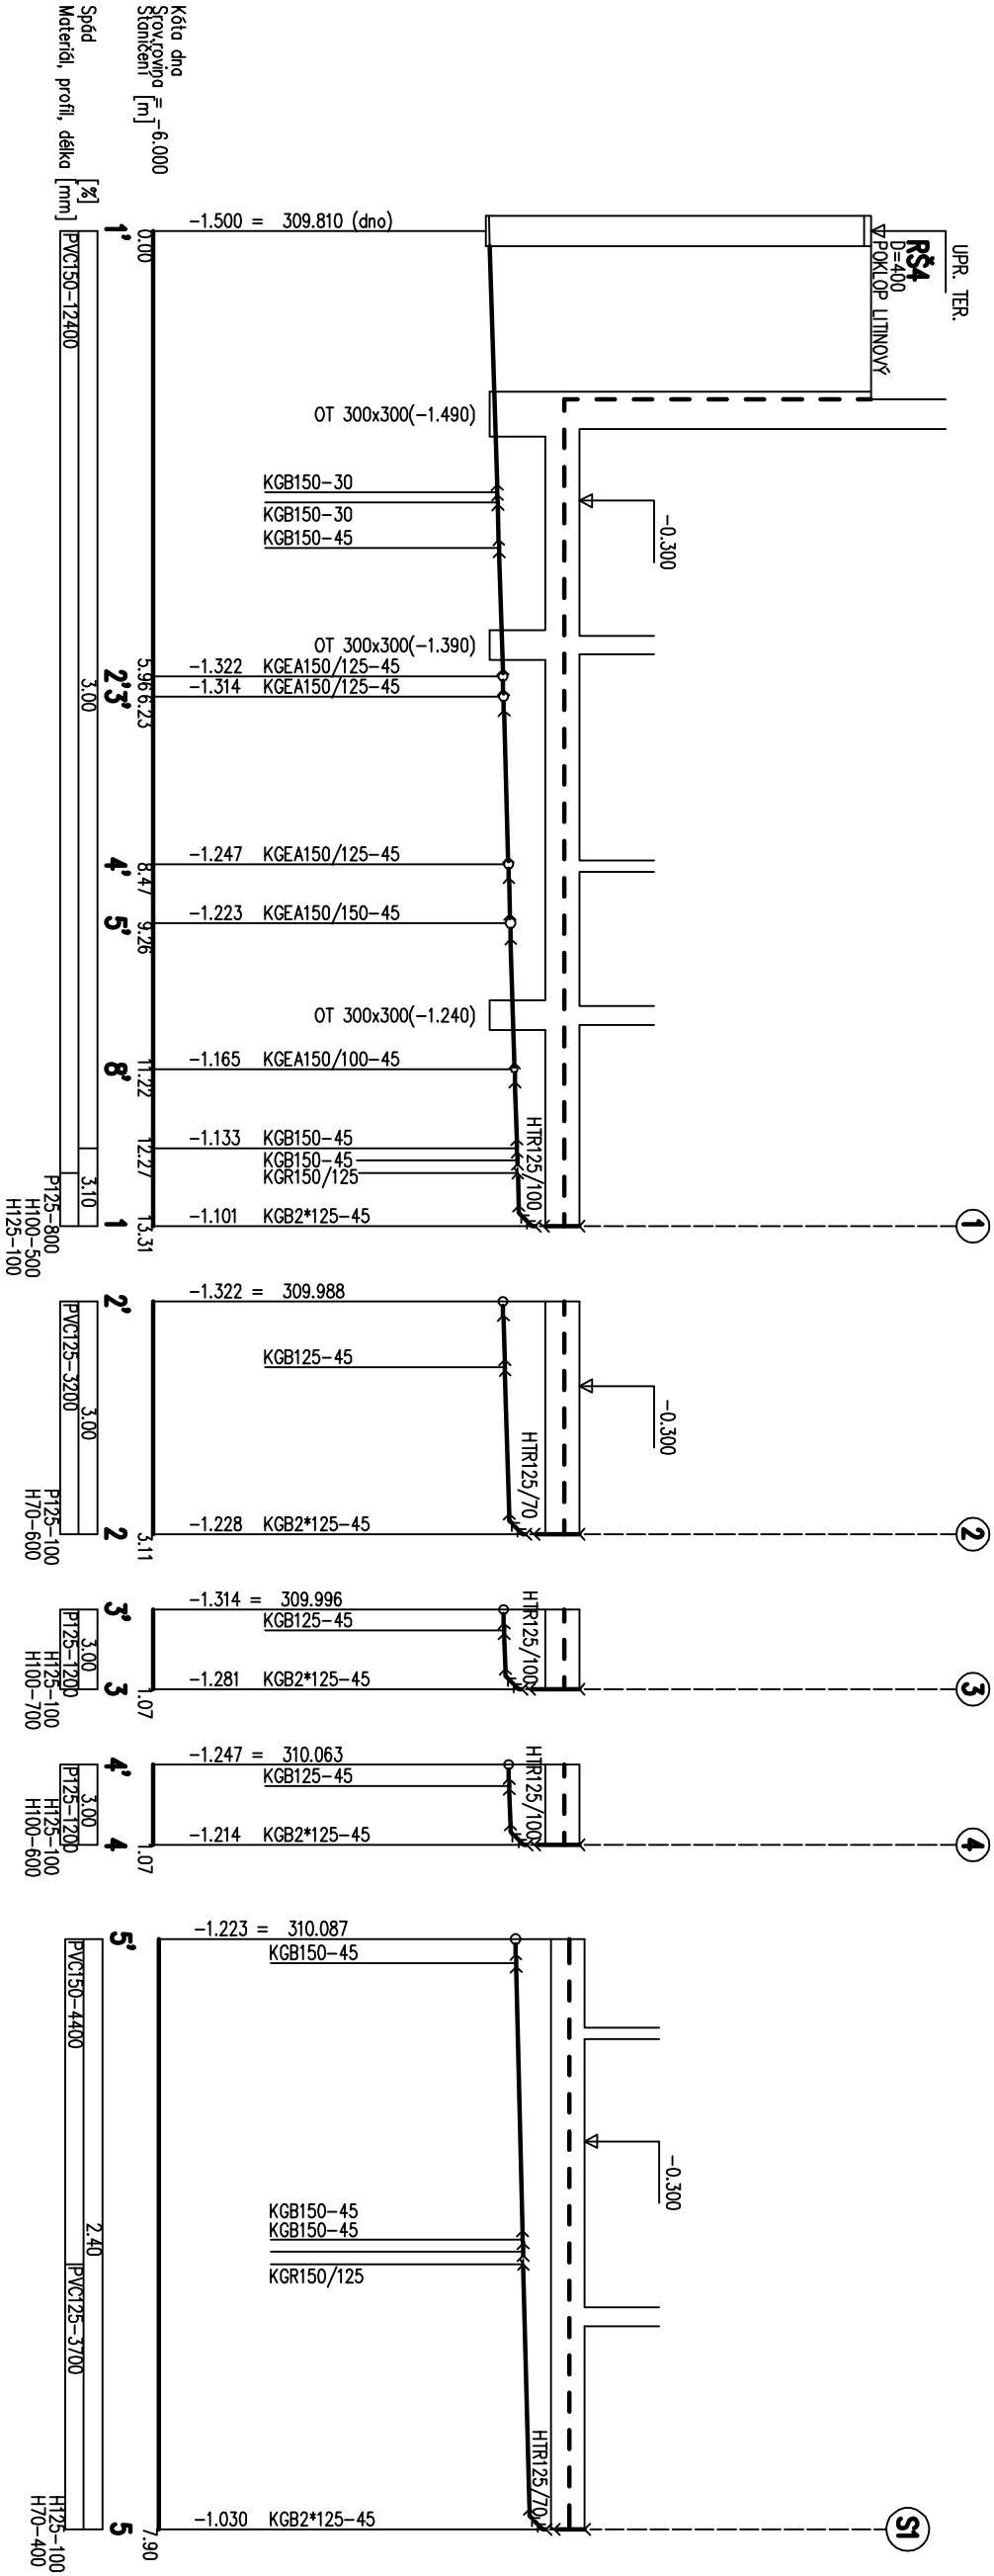 UPR. TER.
RŠ4
D=400
POKLOP LITINOVÝ
Kóta dna
Srov.rovina = -6.000
Staničení [m]
Spád [%]
Materiál, profil, délka [mm]
-1.500 = 309.810 (dno)
OT 300x300(-1.490)
KGB150-30
KGB150-30
KGB150-45
-0.300
OT 300x300(-1.390)
-1.322 KGEA150/125-45
-1.314 KGEA150/125-45
-1.247 KGEA150/125-45
-1.223 KGEA150/150-45
OT 300x300(-1.240)
-1.165 KGEA150/100-45
-1.133 KGB150-45
KGB150-45
KGR150/125
HTR125/100
-1.101 KGB2*125-45
1
0.00 5.96 6.23 8.47 9.26 11.22 12.27 13.31
1' 2' 3' 4' 5' 8' 1
3.00 3.10
PVC150-12400
P125-800
H100-500
H125-100
-1.322 = 309.988
KGB125-45
-0.300
HTR125/70
-1.228 KGB2*125-45
2
3.11
2' 2
3.00
PVC125-3200
P125-100
H70-600
-1.314 = 309.996
KGB125-45
HTR125/100
-1.281 KGB2*125-45
3
1.07
3' 3
3.00
P125-1200
H125-100
H100-700
-1.247 = 310.063
KGB125-45
HTR125/100
-1.214 KGB2*125-45
4
1.07
4' 4
3.00
P125-1200
H125-100
H100-600
-1.223 = 310.087
KGB150-45
-0.300
KGB150-45
KGB150-45
KGR150/125
HTR125/70
-1.030 KGB2*125-45
S1
7.90
5' 5
2.40
PVC150-4400 PVC125-3700
H125-100
H70-400